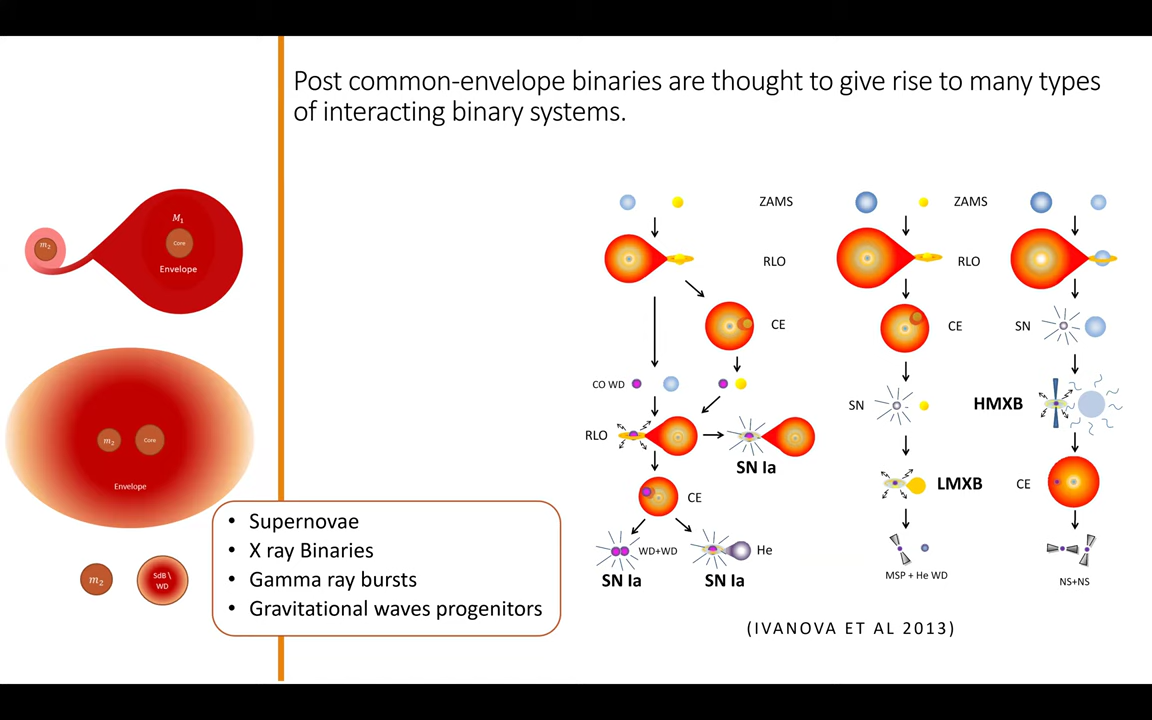 Post common-envelope binaries are thought to give rise to many types
of interacting binary systems.
m₂
M₁
Core
Envelope
m₂
Core
Envelope
m₂
SdB \
WD
• Supernovae
• X ray Binaries
• Gamma ray bursts
• Gravitational waves progenitors
ZAMS
RLO
CE
CO WD
RLO
SN Ia
CE
WD+WD
He
SN Ia
SN Ia
ZAMS
RLO
CE
SN
LMXB
MSP + He WD
SN
HMXB
CE
NS+NS
(IVANOVA ET AL 2013)